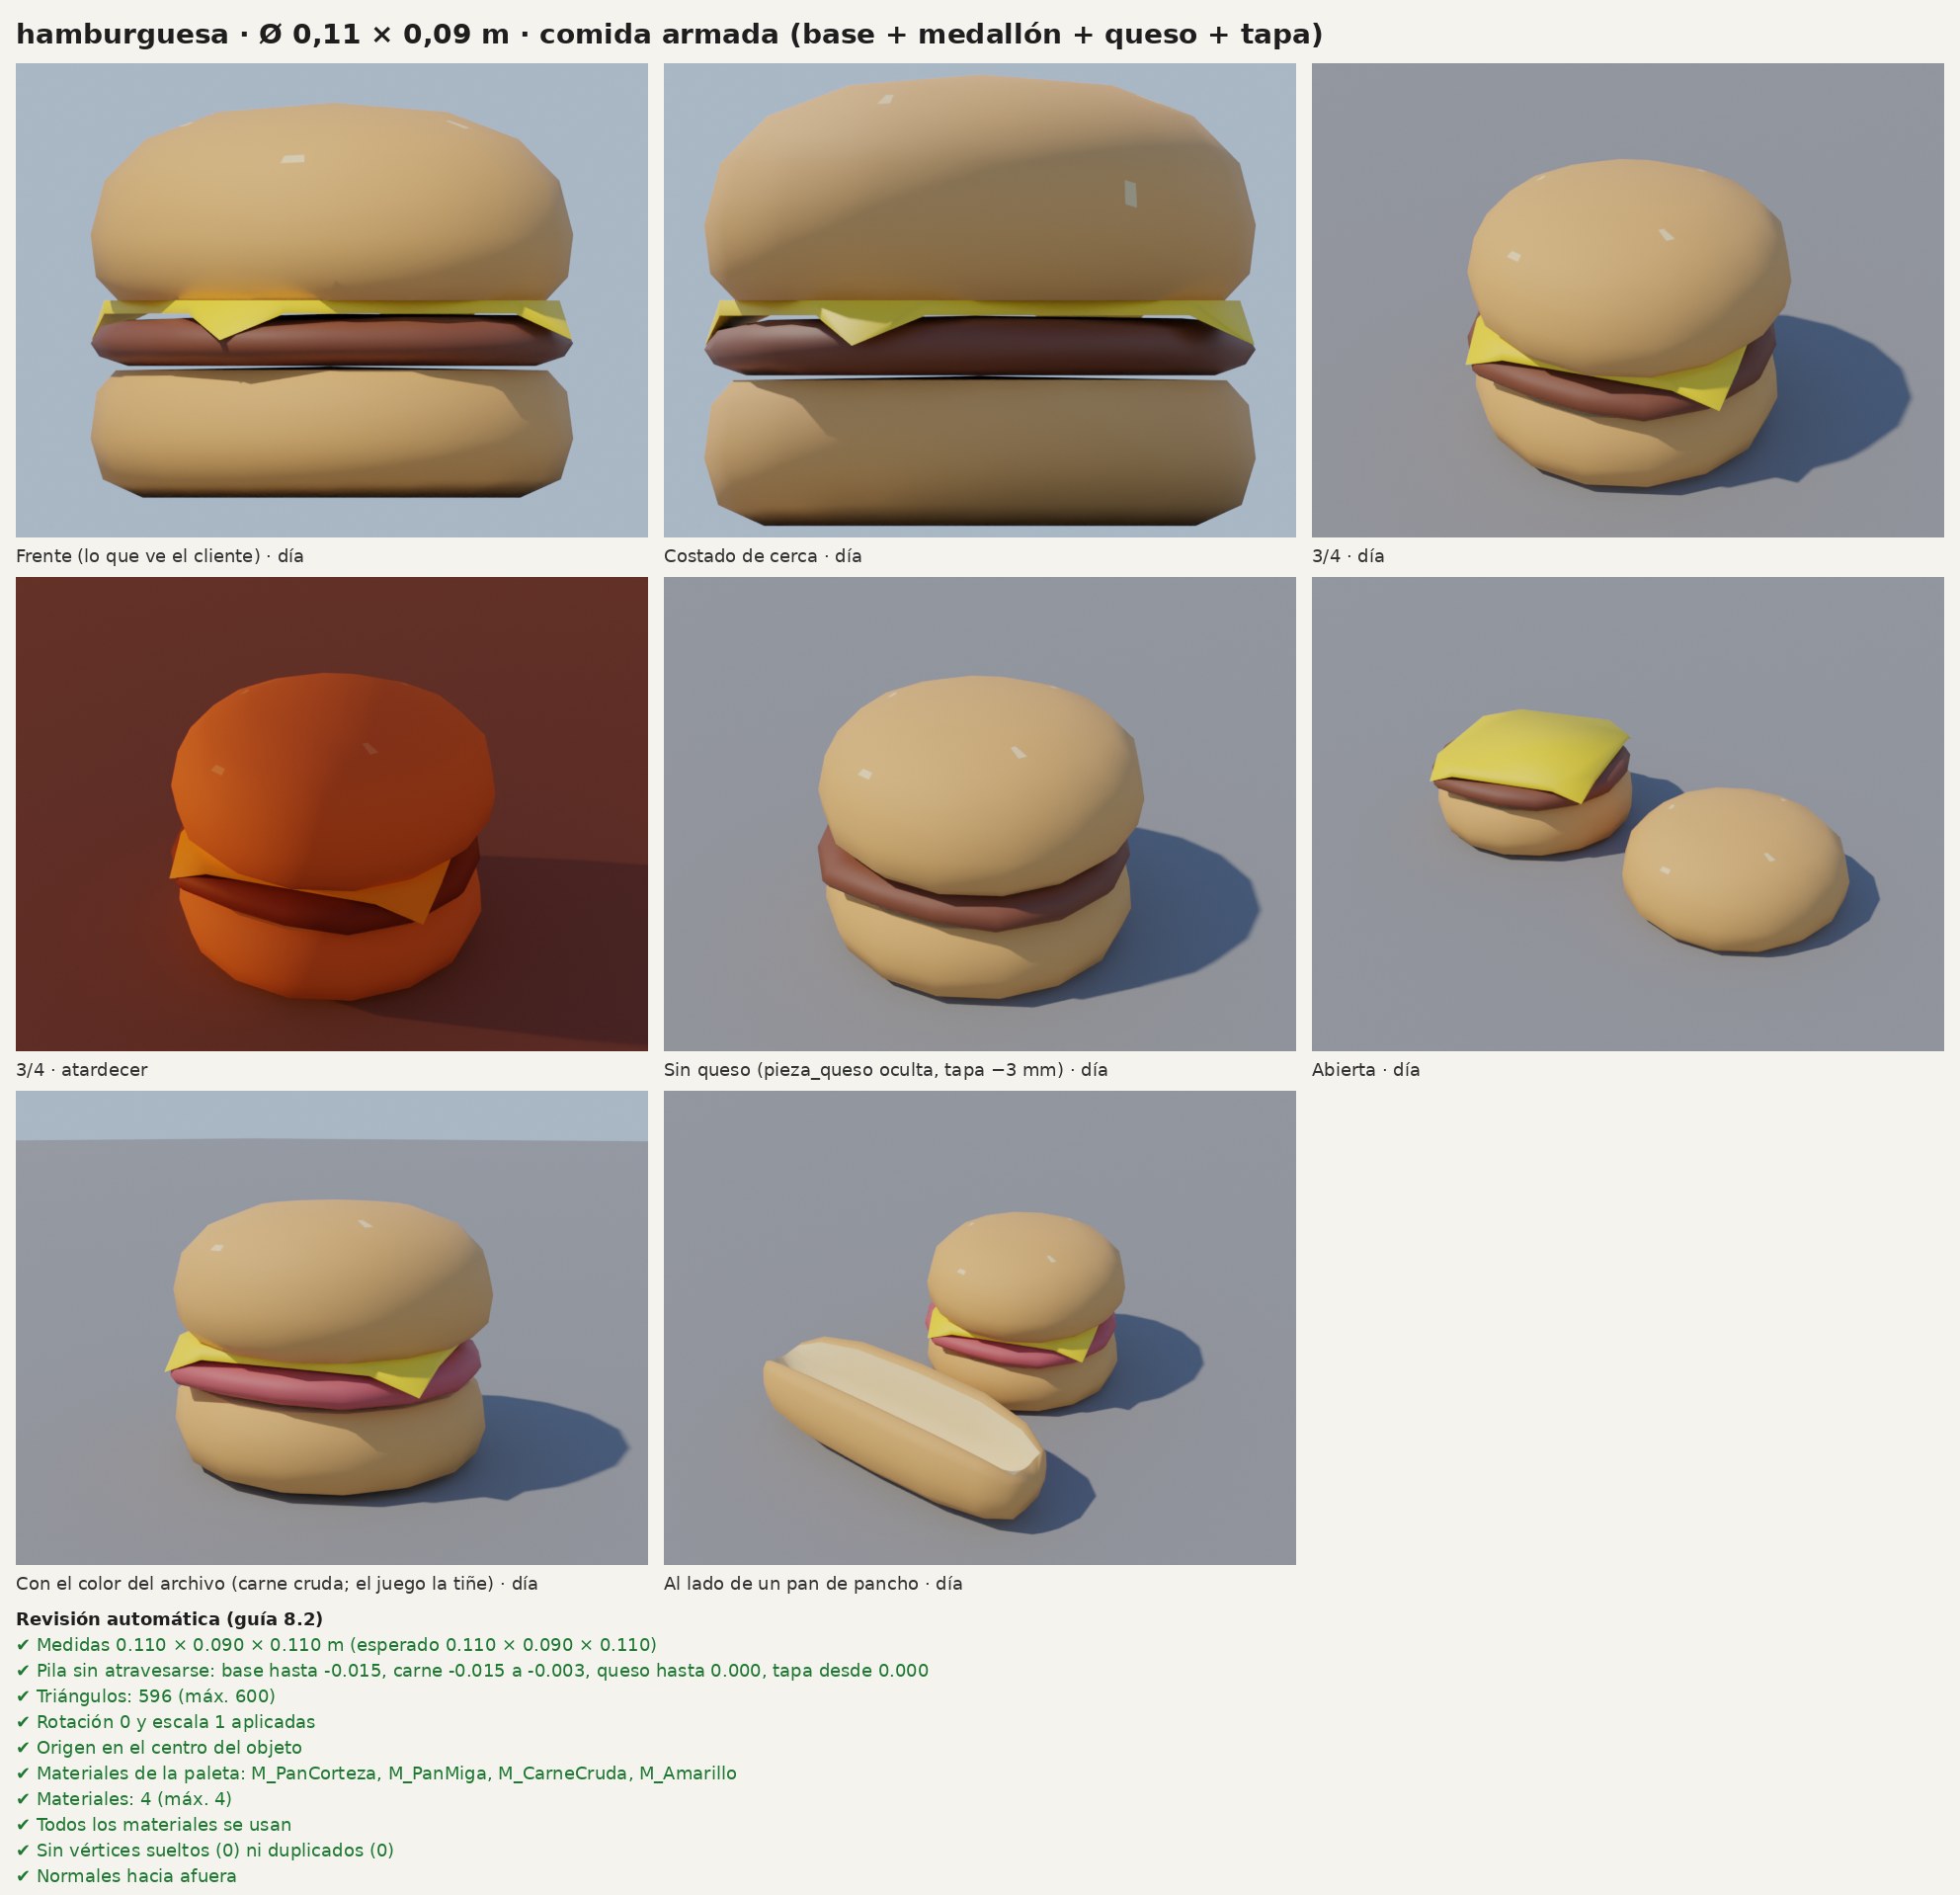 hamburguesa · Ø 0,11 × 0,09 m · comida armada (base + medallón + queso + tapa)
Frente (lo que ve el cliente) · día
Costado de cerca · día
3/4 · día
3/4 · atardecer
Sin queso (pieza_queso oculta, tapa −3 mm) · día
Abierta · día
Con el color del archivo (carne cruda; el juego la tiñe) · día
Al lado de un pan de pancho · día
Revisión automática (guía 8.2)
✔ Medidas 0.110 × 0.090 × 0.110 m (esperado 0.110 × 0.090 × 0.110)
✔ Pila sin atravesarse: base hasta -0.015, carne -0.015 a -0.003, queso hasta 0.000, tapa desde 0.000
✔ Triángulos: 596 (máx. 600)
✔ Rotación 0 y escala 1 aplicadas
✔ Origen en el centro del objeto
✔ Materiales de la paleta: M_PanCorteza, M_PanMiga, M_CarneCruda, M_Amarillo
✔ Materiales: 4 (máx. 4)
✔ Todos los materiales se usan
✔ Sin vértices sueltos (0) ni duplicados (0)
✔ Normales hacia afuera